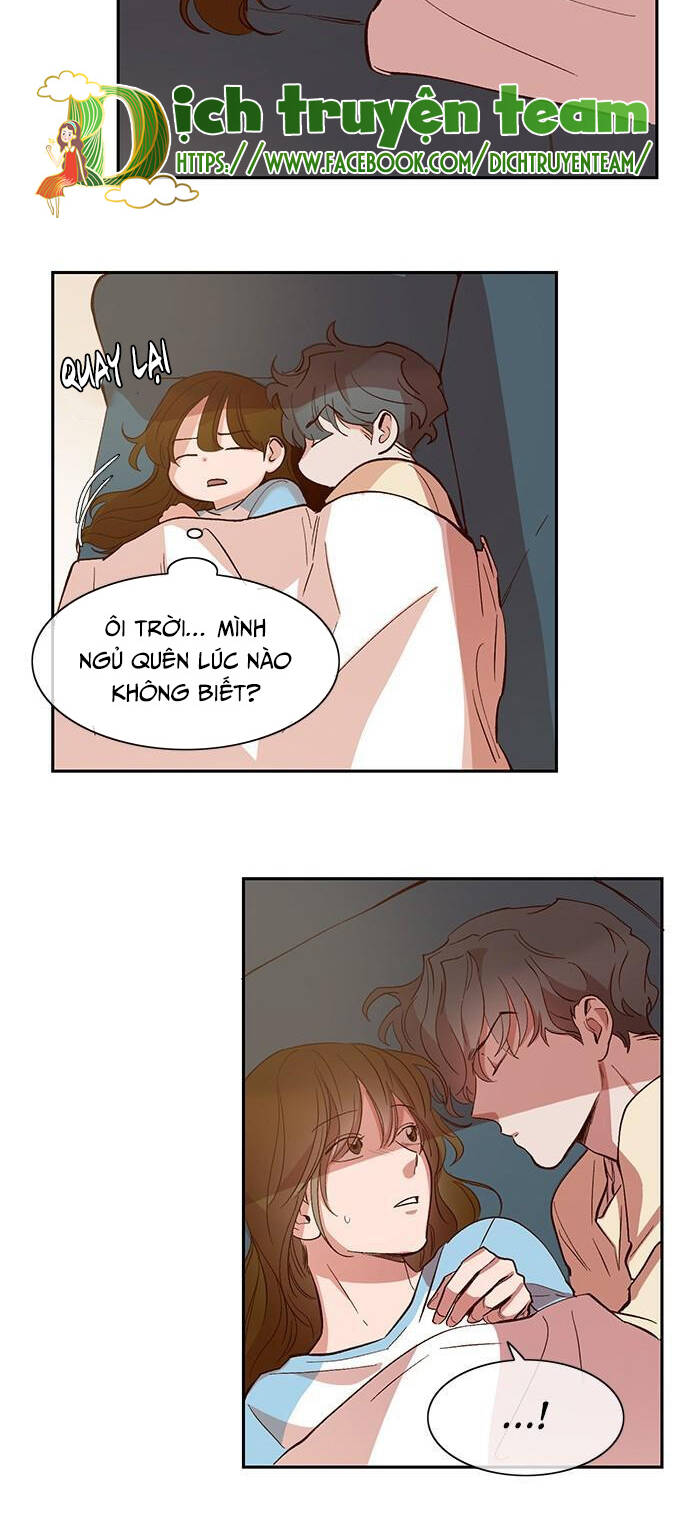 Dịch truyện team
HTTPS://WWW.FACEBOOK.COM/DICHTRUYENTEAM/
QUAY LẠI
ÔI TRỜI... MÌNH
NGỦ QUÊN LÚC NÀO
KHÔNG BIẾT?
...!